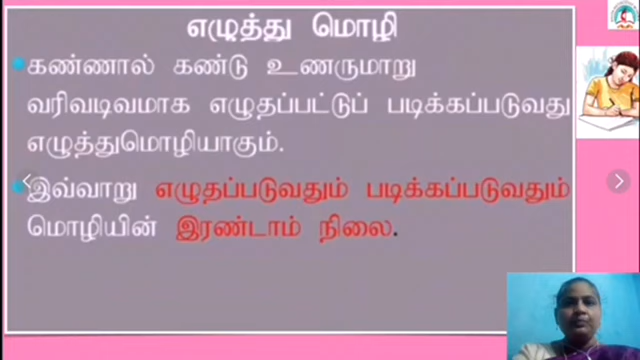 எழுத்து மொழி
கண்ணால் கண்டு உணருமாறு
வரிவடிவமாக எழுதப்பட்டுப் படிக்கப்படுவது
எழுத்துமொழியாகும்.
இவ்வாறு எழுதப்படுவதும் படிக்கப்படுவதும்
மொழியின் இரண்டாம் நிலை.